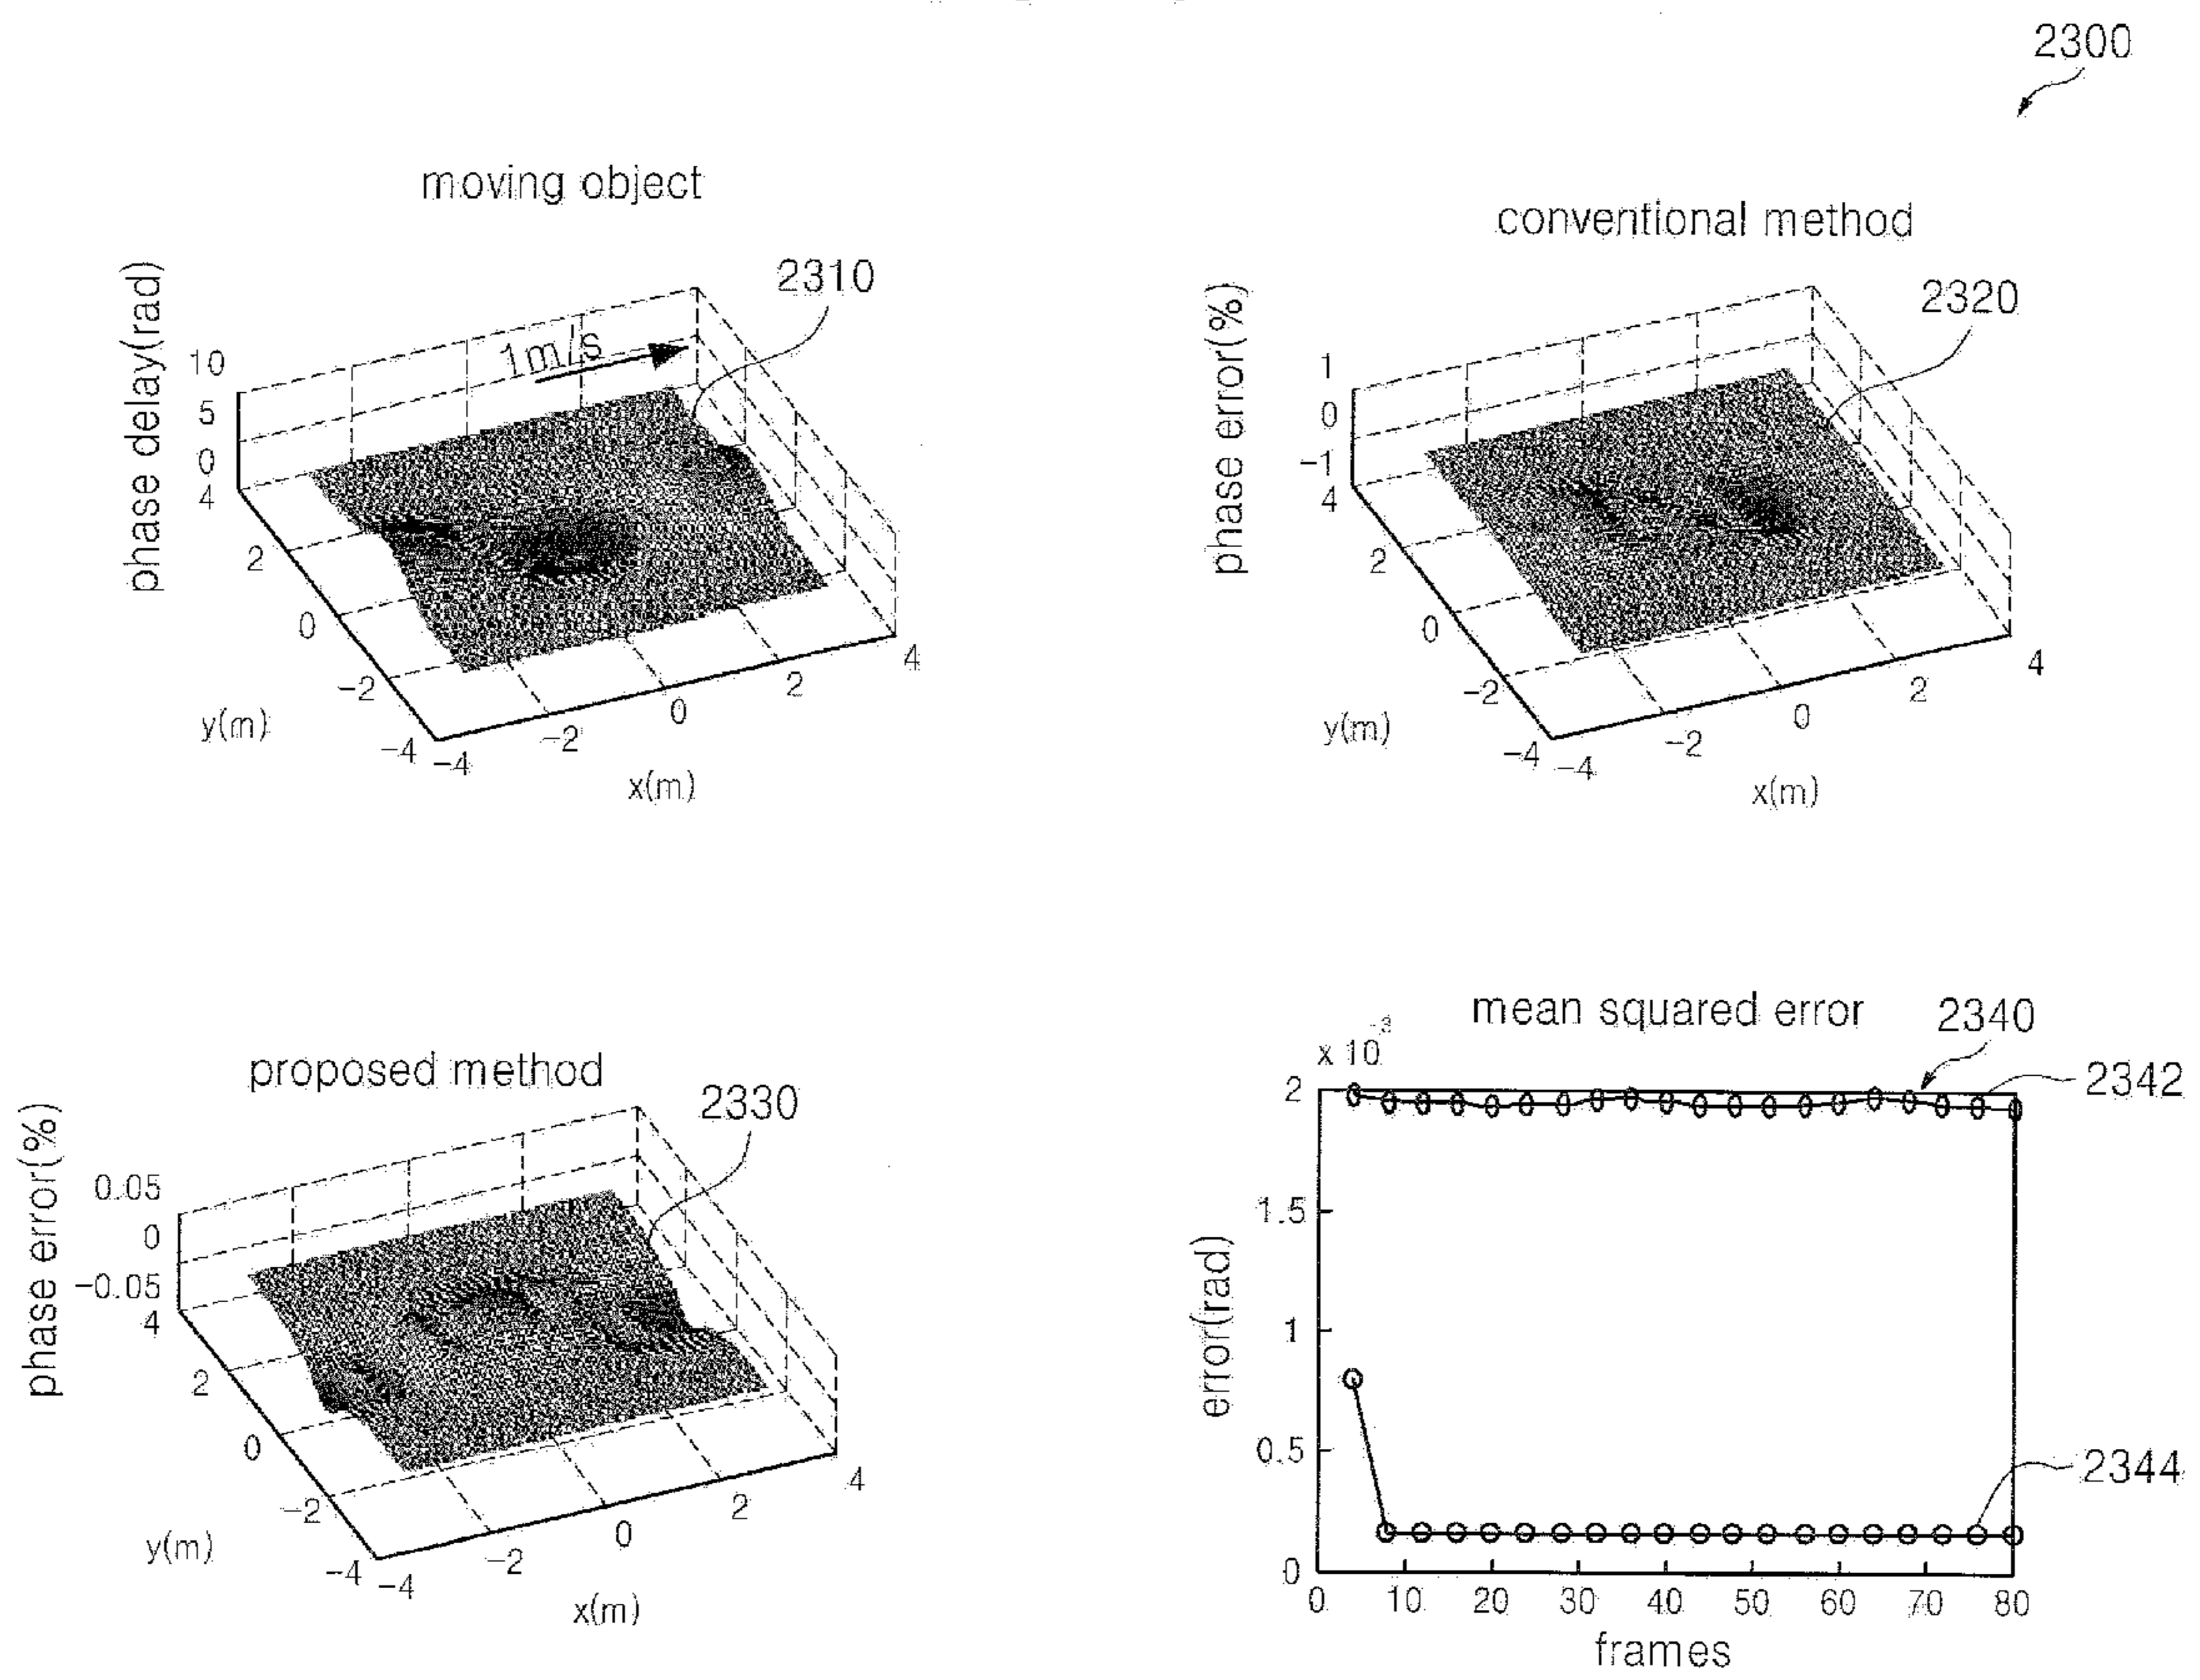 2300
moving object
2310
1m/s
phase delay(rad)
10
5
0
4
2
0
-2
-4
y(m)
-4
-2
0
2
4
x(m)
conventional method
2320
phase error(%)
1
0
-1
4
2
0
-2
-4
y(m)
-4
-2
0
2
4
x(m)
proposed method
2330
phase error(%)
0.05
0
-0.05
4
2
0
-2
-4
y(m)
-4
-2
0
2
4
x(m)
mean squared error
2340
x 10-3
2342
2344
error(rad)
2
1.5
1
0.5
0
0 10 20 30 40 50 60 70 80
frames